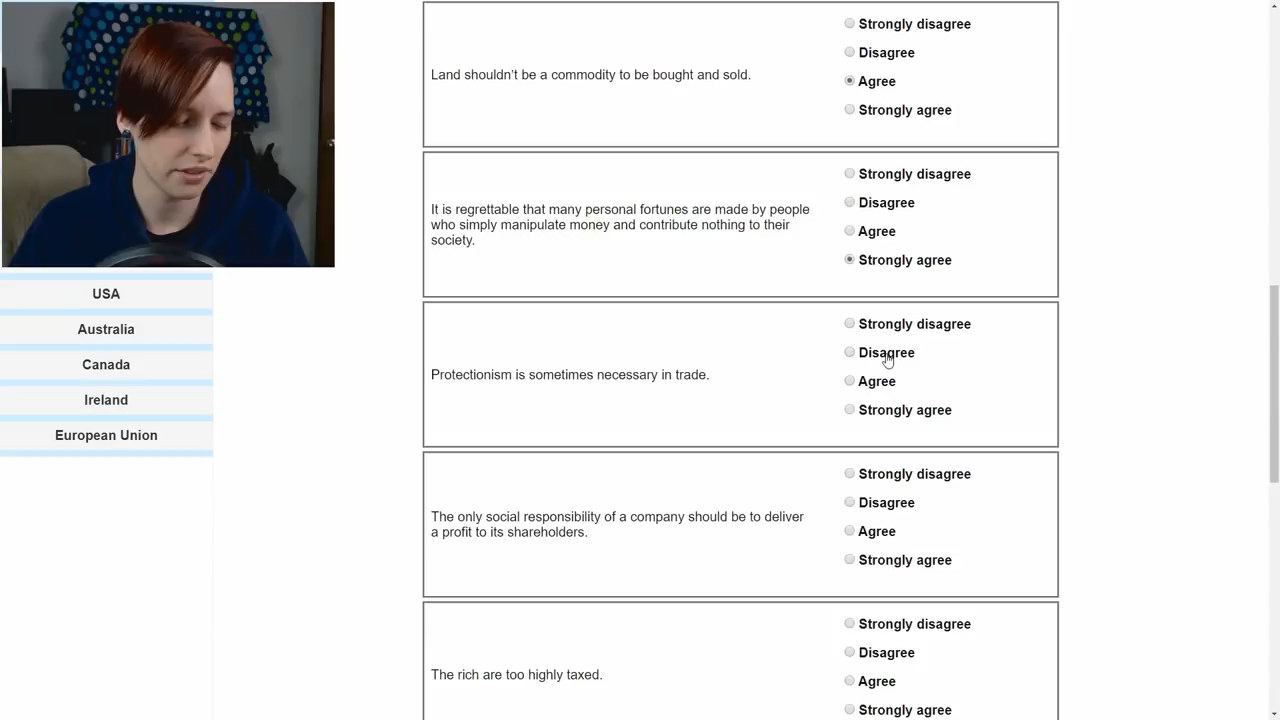 Land shouldn't be a commodity to be bought and sold.
Strongly disagree
Disagree
Agree
Strongly agree
It is regrettable that many personal fortunes are made by people
who simply manipulate money and contribute nothing to their
society.
Strongly disagree
Disagree
Agree
Strongly agree
USA
Australia
Canada
Ireland
European Union
Protectionism is sometimes necessary in trade.
Strongly disagree
Disagree
Agree
Strongly agree
The only social responsibility of a company should be to deliver
a profit to its shareholders.
Strongly disagree
Disagree
Agree
Strongly agree
The rich are too highly taxed.
Strongly disagree
Disagree
Agree
Strongly agree